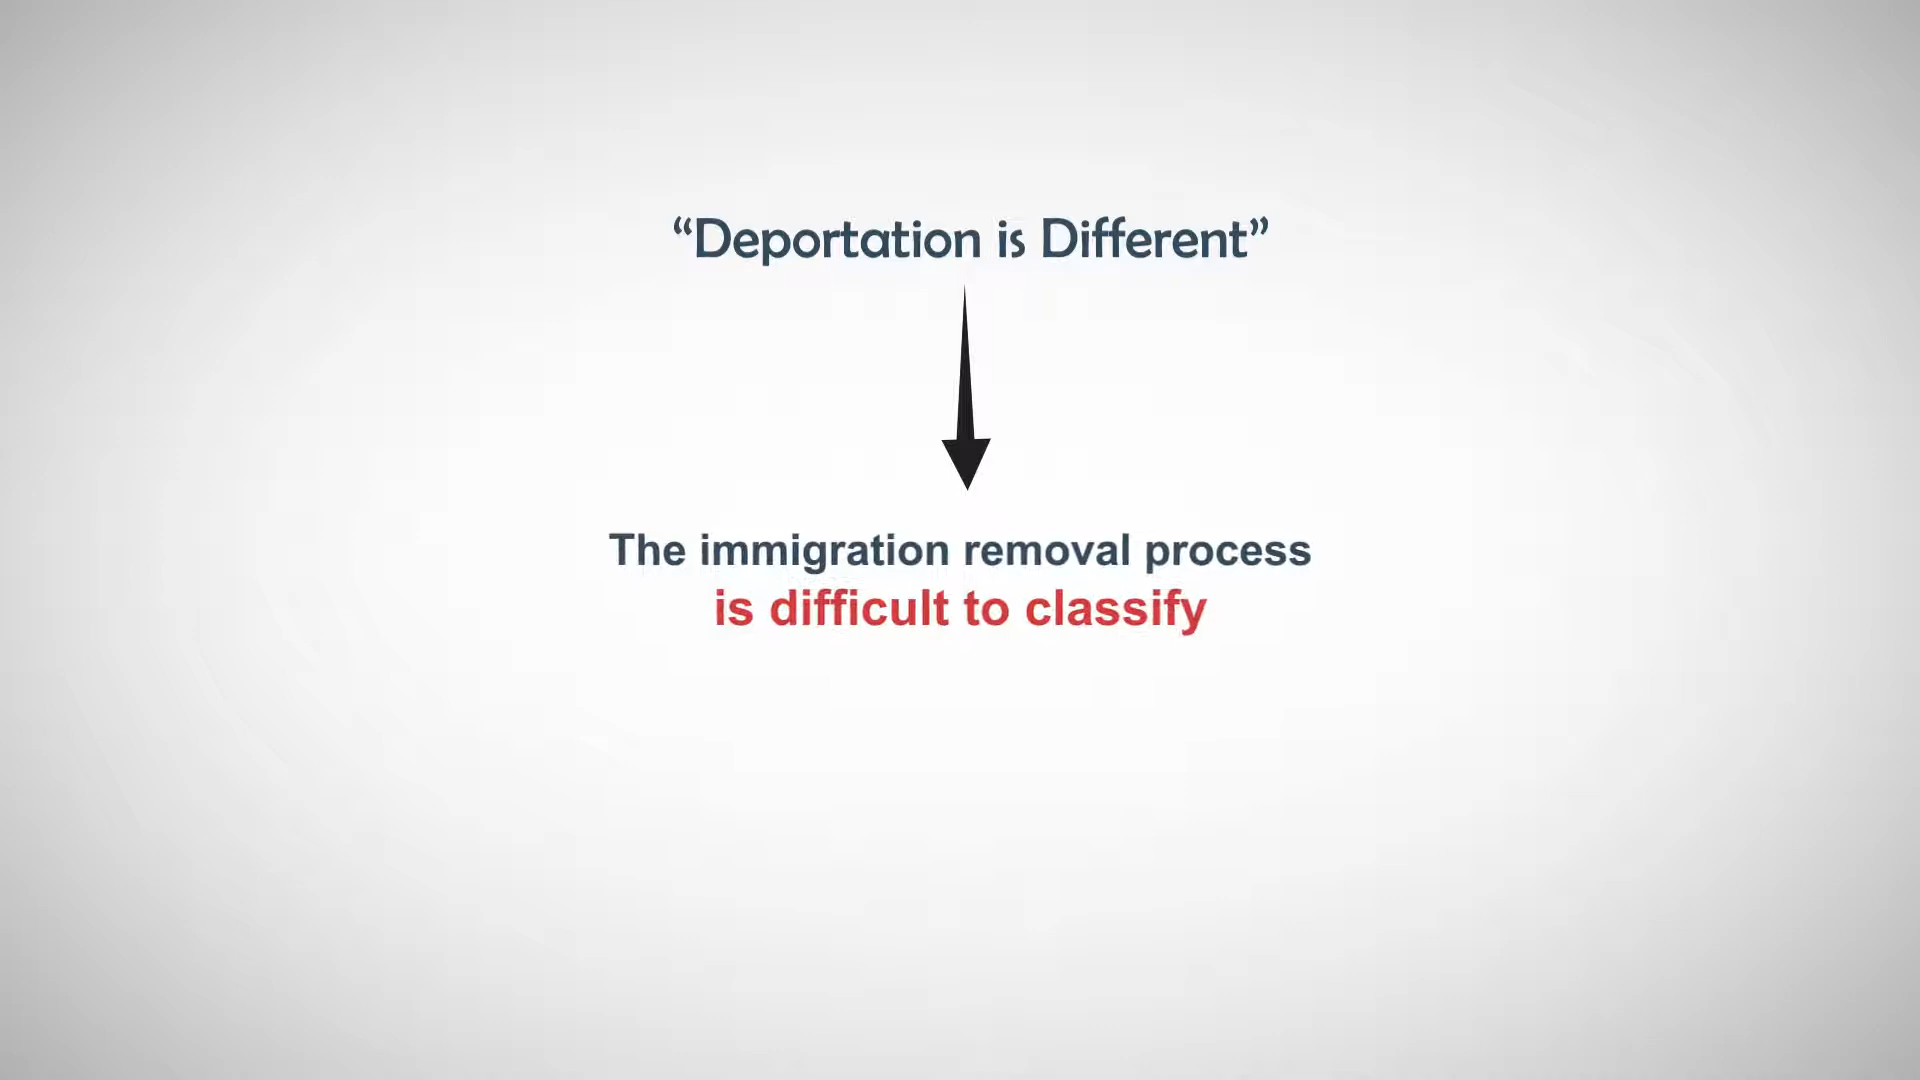 “Deportation is Different”
The immigration removal process
is difficult to classify